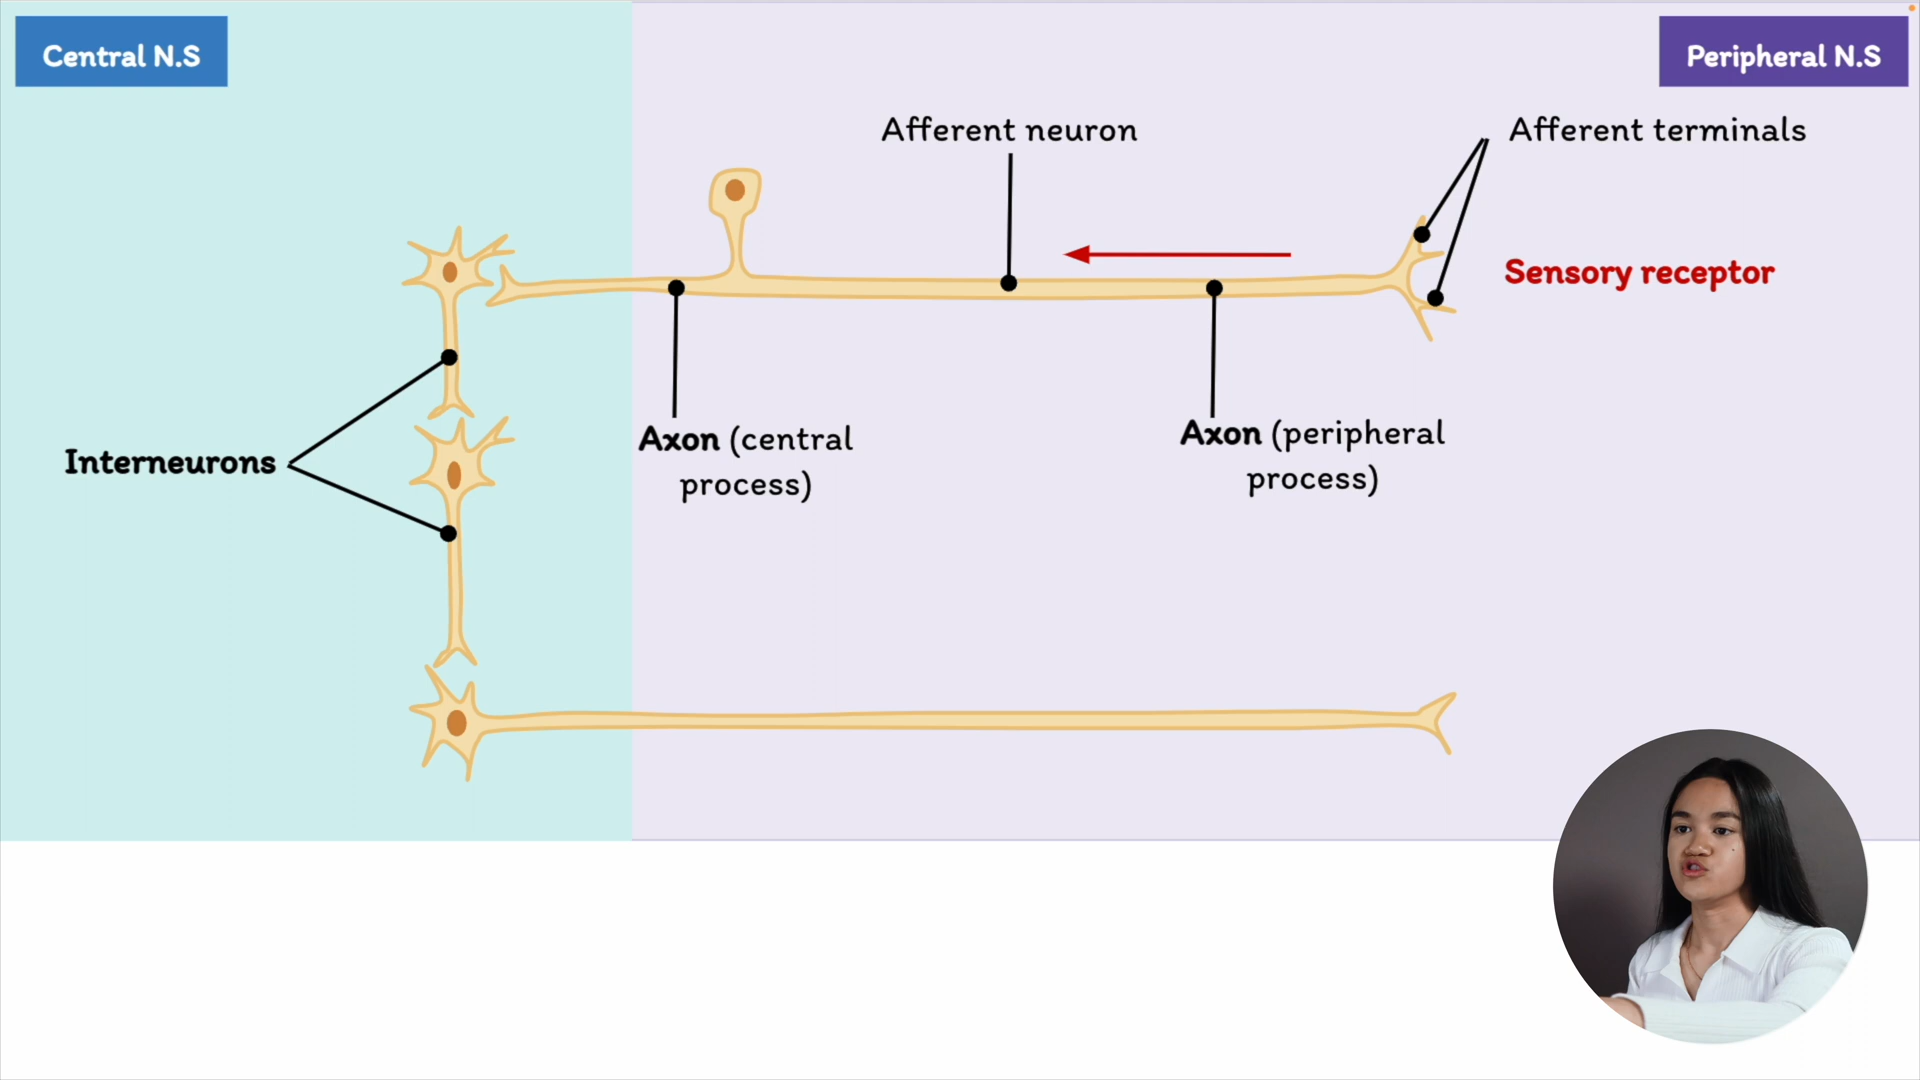 Central N.S
Peripheral N.S
Afferent neuron
Afferent terminals
Sensory receptor
Interneurons
Axon (central
process)
Axon (peripheral
process)